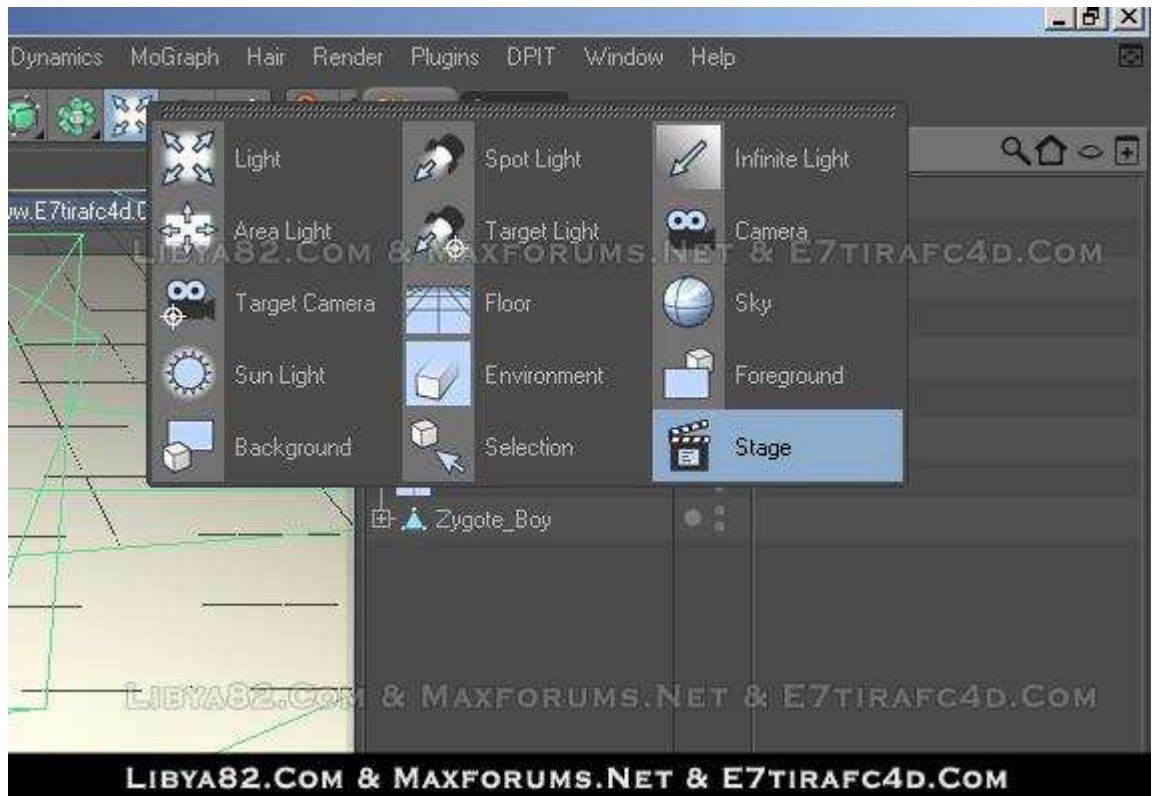 Dynamics MoGraph Hair Render Plugins DPIT Window Help
Light Spot Light Infinite Light
ww.E7tirafc4d.C
Area Light Target Light Camera
LIBYA82.COM & MAXFORUMS.NET & E7TIRAFC4D.COM
Target Camera Floor Sky
Sun Light Environment Foreground
Background Selection Stage
Zygote_Boy
LIBYA82.COM & MAXFORUMS.NET & E7TIRAFC4D.COM
LIBYA82.COM & MAXFORUMS.NET & E7TIRAFC4D.COM